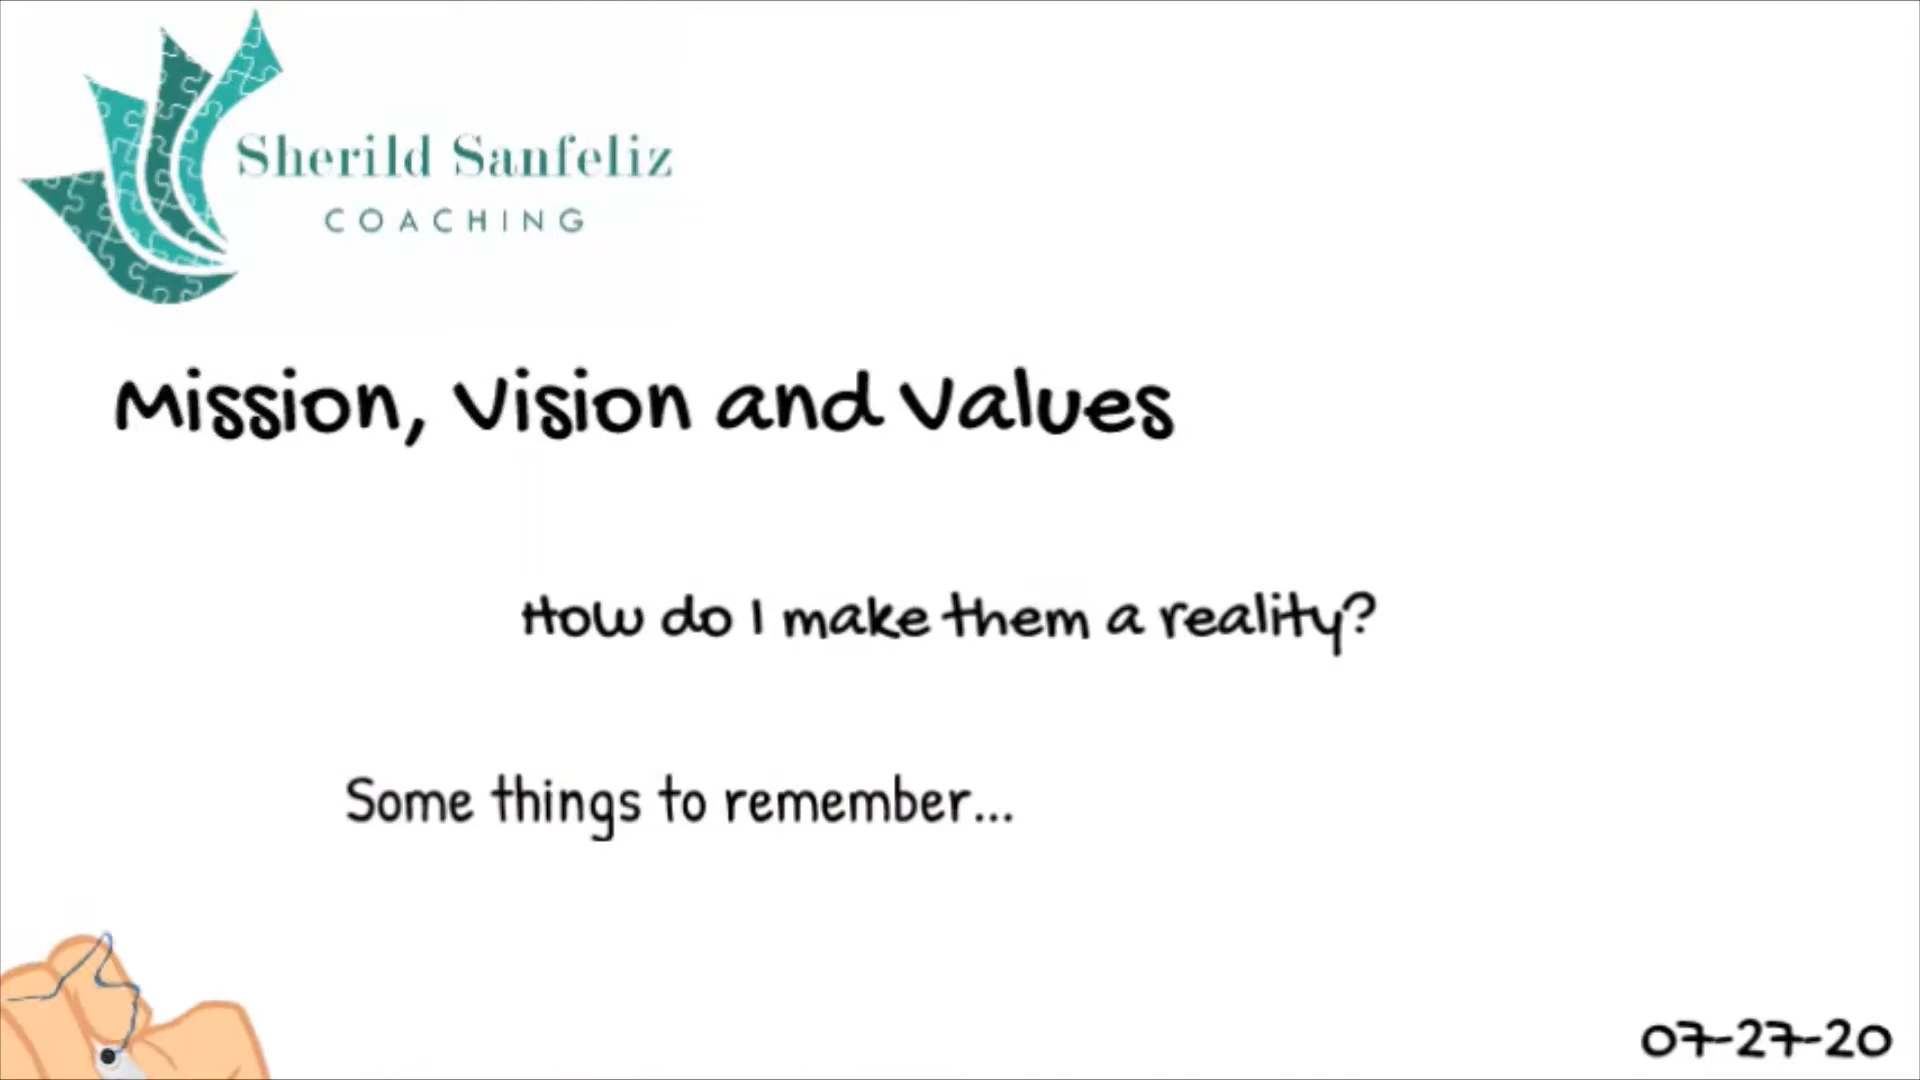 Sherild Sanfeliz
COACHING
Mission, Vision and Values
How do I make them a reality?
Some things to remember...
07-27-20